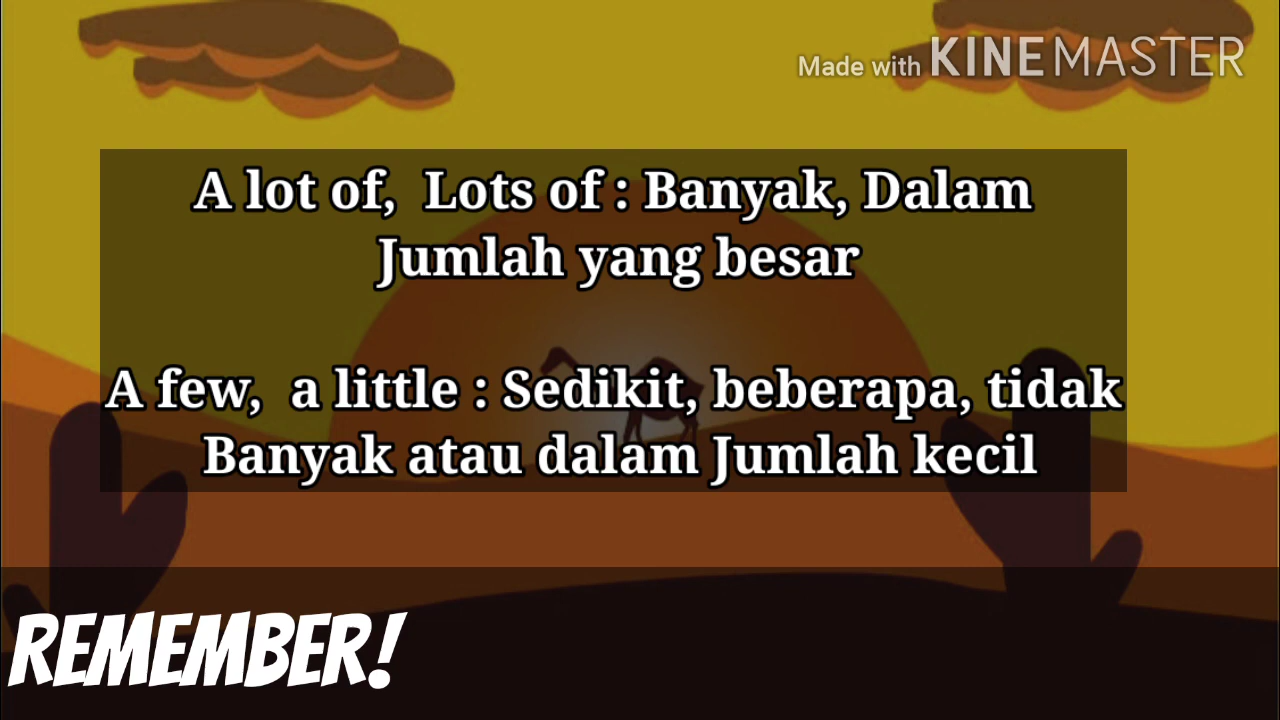 Made with KINEMASTER
A lot of, Lots of : Banyak, Dalam
Jumlah yang besar
A few, a little : Sedikit, beberapa, tidak
Banyak atau dalam Jumlah kecil
REMEMBER!